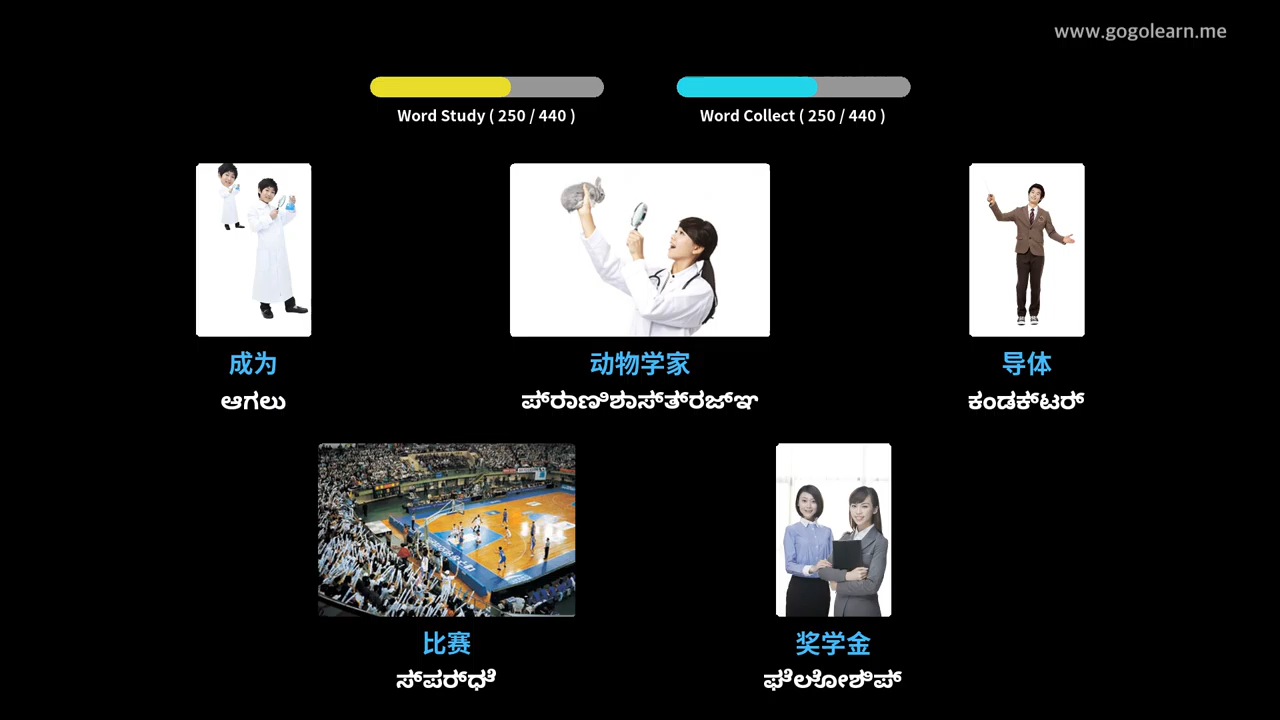 www.gogolearn.me
Word Study ( 250 / 440 )
Word Collect ( 250 / 440 )
成为
动物学家
导体
ಆಗಲು
ಪ್ರಾಣಿಶಾಸ್ತ್ರಜ್ಞ
ಕಂಡಕ್ಟರ್
比赛
奖学金
ಸ್ಪರ್ಧೆ
ಫೆಲೋಶಿಪ್